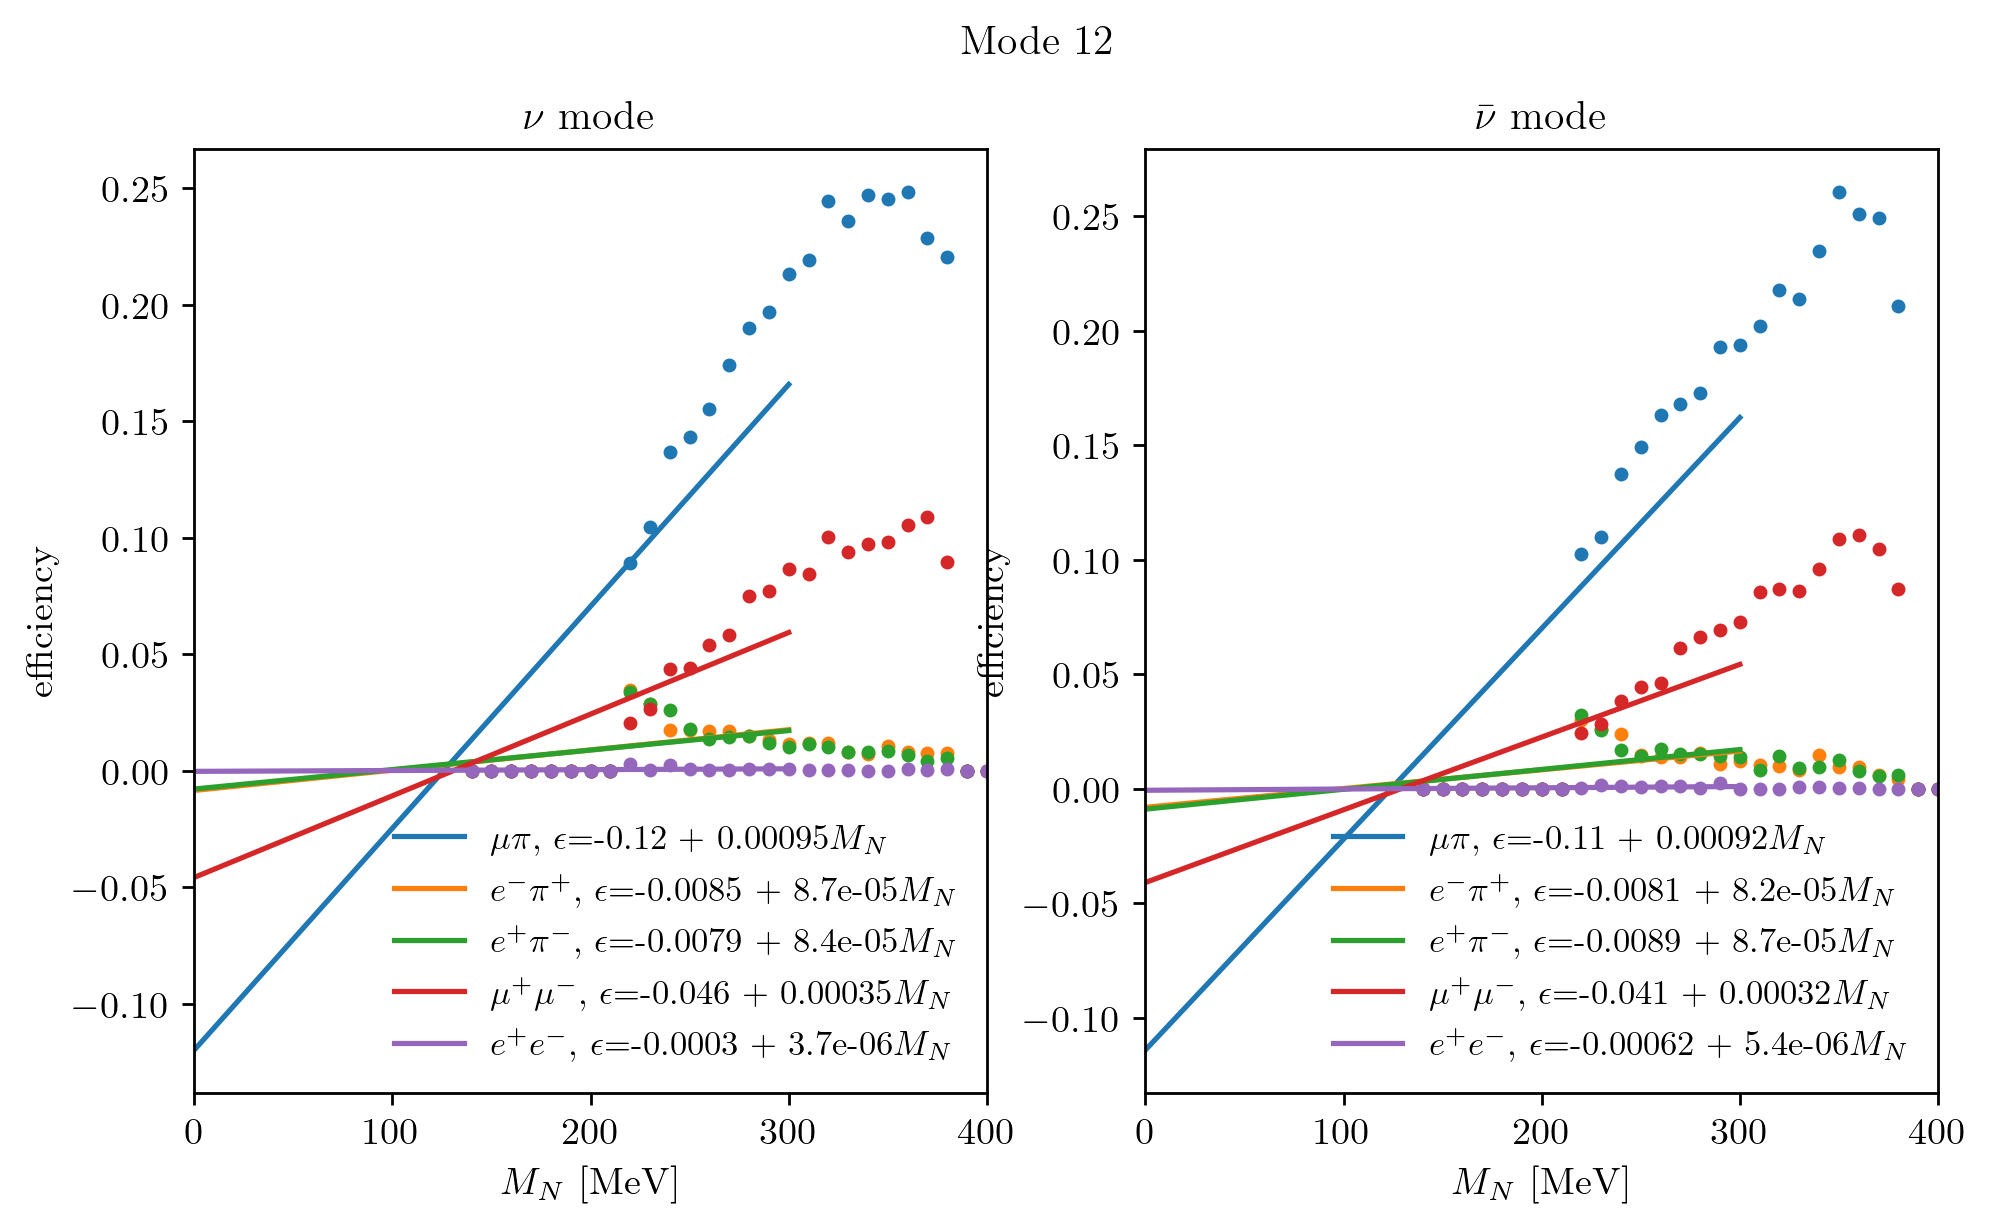 Mode 12
ν mode
0.25
0.20
0.15
0.10
0.05
0.00
−0.05
−0.10
efficiency
μπ, ϵ=-0.12 + 0.00095M_N
e⁻π⁺, ϵ=-0.0085 + 8.7e-05M_N
e⁺π⁻, ϵ=-0.0079 + 8.4e-05M_N
μ⁺μ⁻, ϵ=-0.046 + 0.00035M_N
e⁺e⁻, ϵ=-0.0003 + 3.7e-06M_N
0 100 200 300 400
M_N [MeV]
ν̄ mode
0.25
0.20
0.15
0.10
0.05
0.00
−0.05
−0.10
efficiency
μπ, ϵ=-0.11 + 0.00092M_N
e⁻π⁺, ϵ=-0.0081 + 8.2e-05M_N
e⁺π⁻, ϵ=-0.0089 + 8.7e-05M_N
μ⁺μ⁻, ϵ=-0.041 + 0.00032M_N
e⁺e⁻, ϵ=-0.00062 + 5.4e-06M_N
0 100 200 300 400
M_N [MeV]